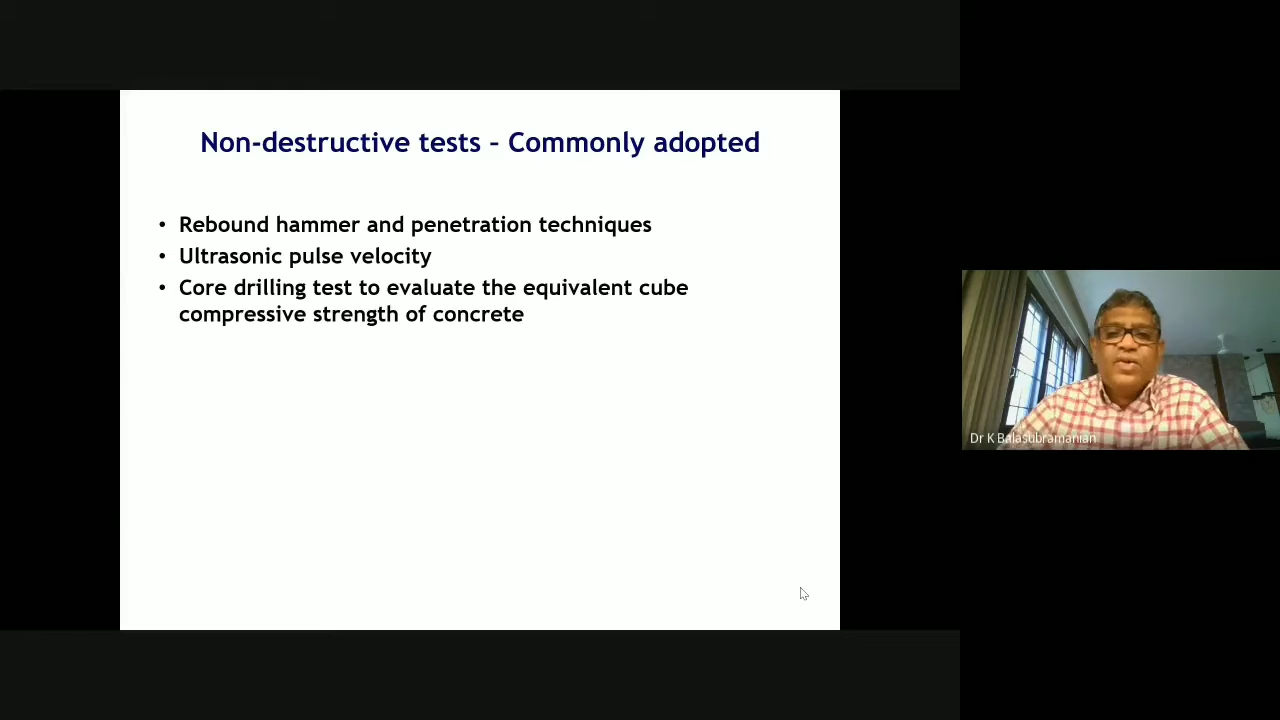 Non-destructive tests – Commonly adopted
• Rebound hammer and penetration techniques
• Ultrasonic pulse velocity
• Core drilling test to evaluate the equivalent cube
compressive strength of concrete
Dr K Balasubramanian